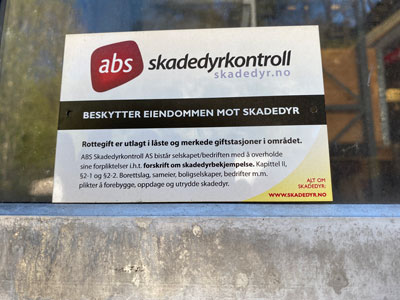 abs skadedyrkontroll
skadedyr.no
BESKYTTER EIENDOMMEN MOT SKADEDYR
Rottegift er utlagt i låste og merkede giftstasjoner i området.
ABS Skadedyrkontroll AS bistår selskapet/bedriften med å overholde
sine forpliktelser i.h.t. forskrift om skadedyrbekjempelse. Kapittel II,
§2-1 og §2-2. Borettslag, sameier, boligselskaper, bedrifter m.m.
plikter å forebygge, oppdage og utrydde skadedyr.
ALT OM
SKADEDYR:
WWW.SKADEDYR.NO